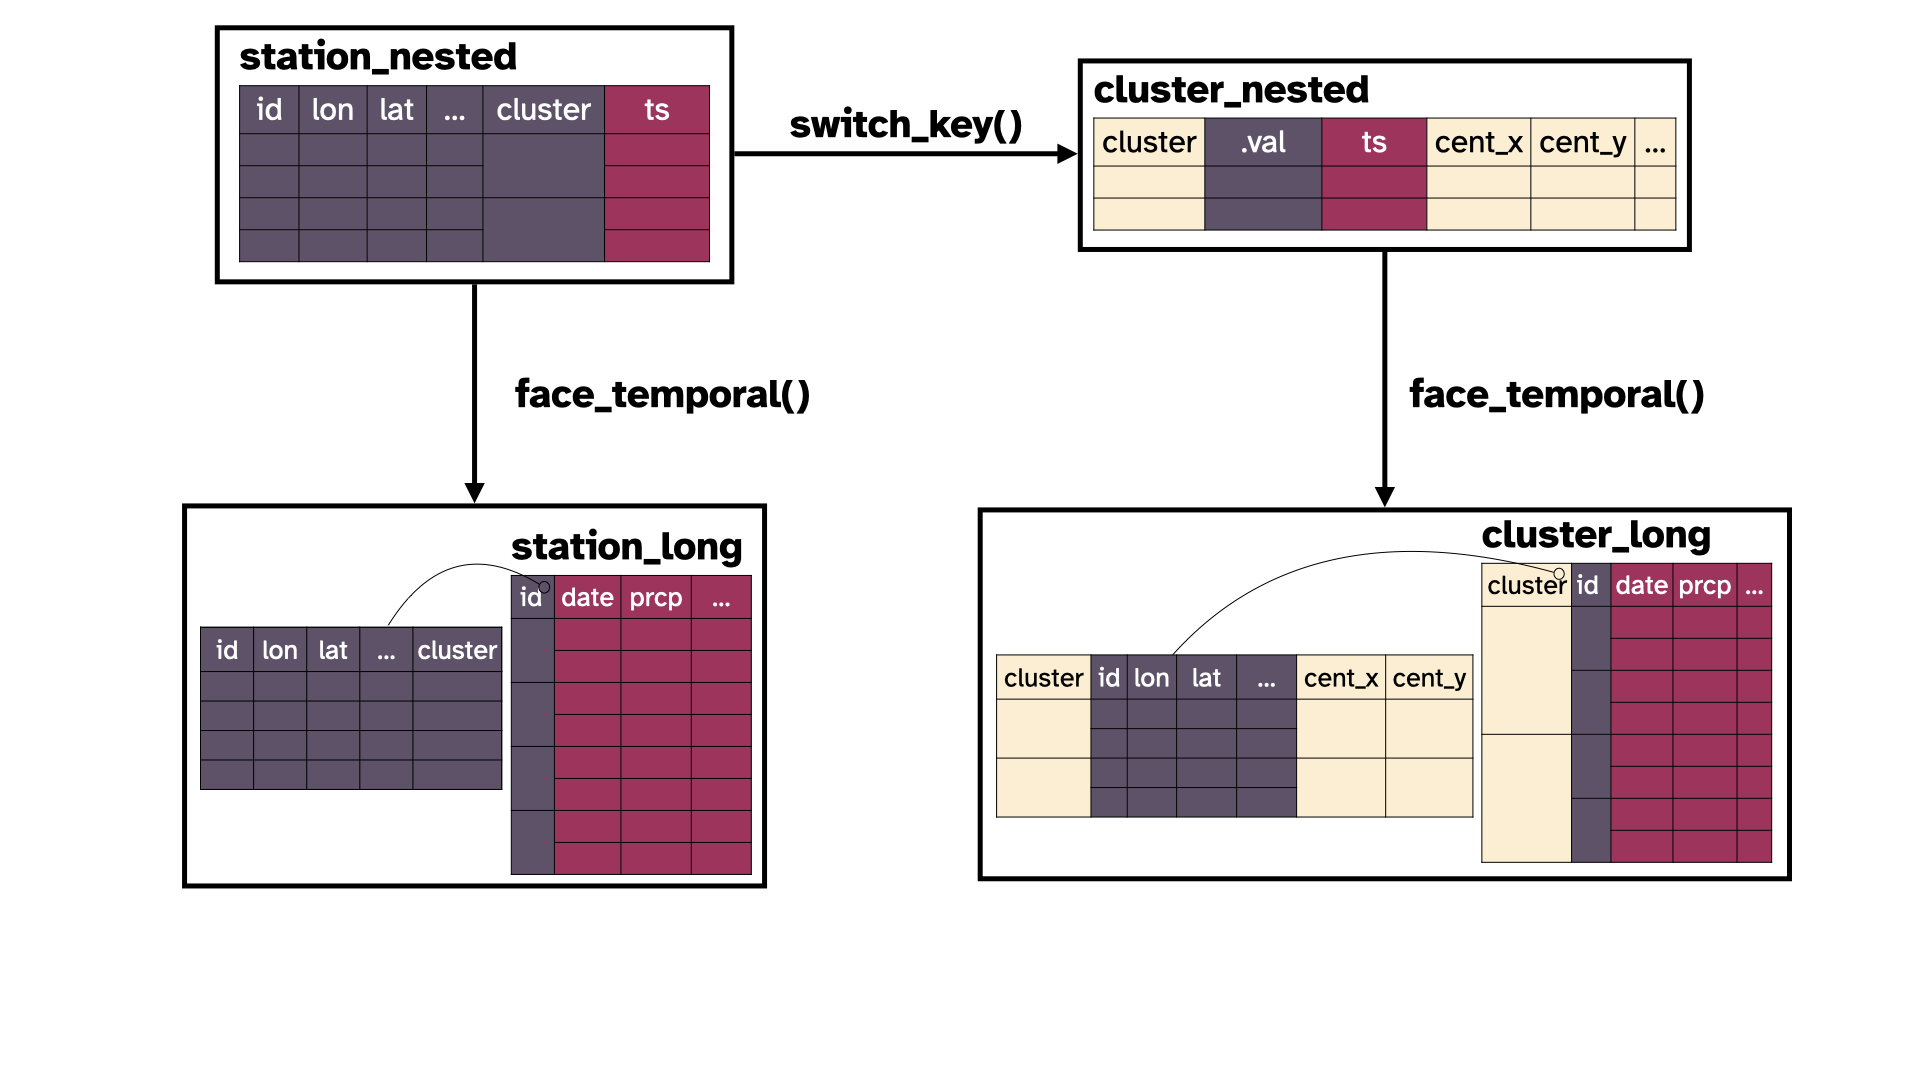 station_nested
id lon lat ... cluster ts
switch_key()
cluster_nested
cluster .val ts cent_x cent_y ...
face_temporal()
face_temporal()
station_long
id date prcp ...
id lon lat ... cluster
cluster_long
cluster id date prcp ...
cluster id lon lat ... cent_x cent_y